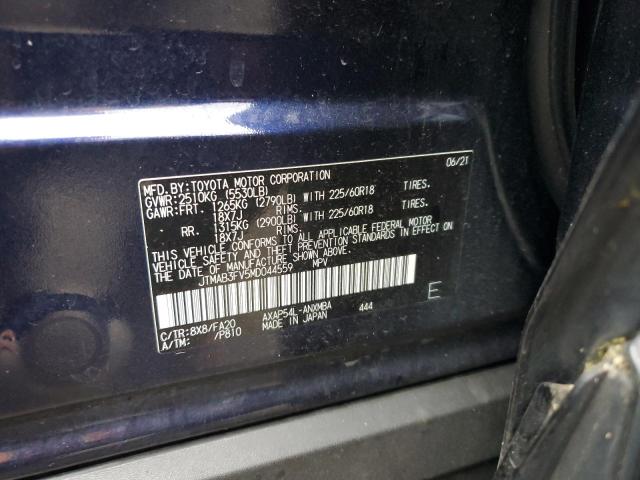 MFD.BY:TOYOTA MOTOR CORPORATION 06/21
GVWR:2510KG (5530LB)
GAWR:FRT. 1265KG (2790LB) WITH 225/60R18 TIRES.
18X7J RIMS.
RR. 1315KG (2900LB) WITH 225/60R18 TIRES.
18X7J RIMS.
THIS VEHICLE CONFORMS TO ALL APPLICABLE FEDERAL MOTOR
VEHICLE SAFETY AND THEFT PREVENTION STANDARDS IN EFFECT
ON THE DATE OF MANUFACTURE SHOWN ABOVE.
JTMAB3FV5MD044559 MPV
E
C/TR:8X8/FA20 AXAP54L-ANXMBA 444
A/TM: /P810 MADE IN JAPAN